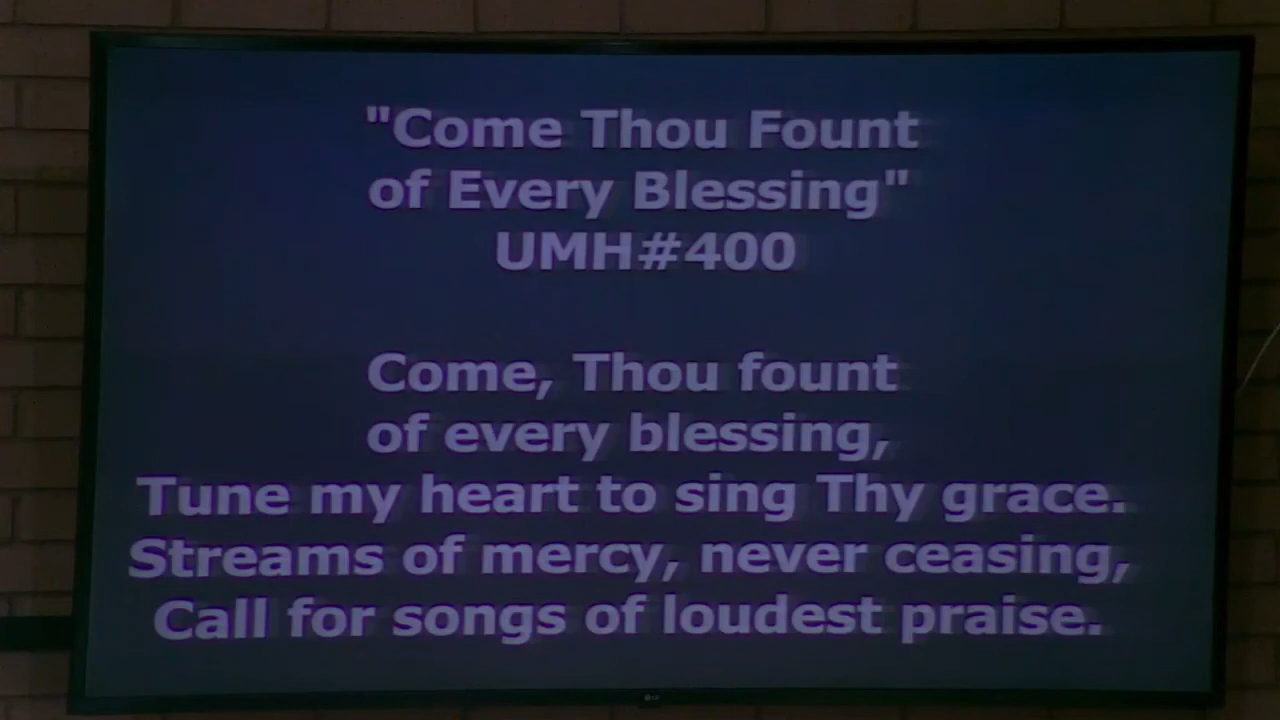 "Come Thou Fount
of Every Blessing"
UMH#400
Come, Thou fount
of every blessing,
Tune my heart to sing Thy grace.
Streams of mercy, never ceasing,
Call for songs of loudest praise.
LG